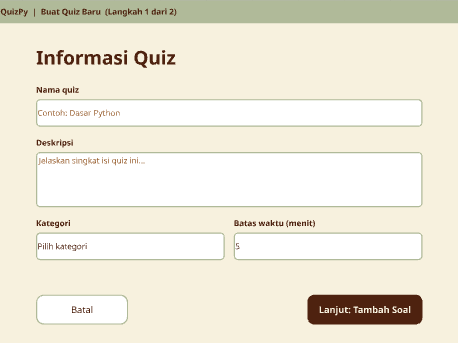 QuizPy | Buat Quiz Baru (Langkah 1 dari 2)
Informasi Quiz
Nama quiz
Contoh: Dasar Python
Deskripsi
Jelaskan singkat isi quiz ini...
Kategori
Batas waktu (menit)
Pilih kategori
5
Batal
Lanjut: Tambah Soal